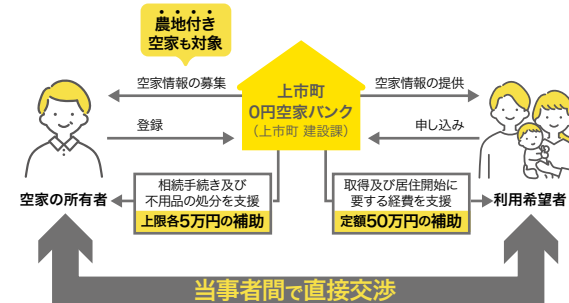 農地付き
空家も対象
空家情報の募集
登録
上市町
0円空家バンク
(上市町 建設課)
空家情報の提供
申し込み
空家の所有者
相続手続き及び
不用品の処分を支援
上限各5万円の補助
取得及び居住開始に
要する経費を支援
定額50万円の補助
利用希望者
当事者間で直接交渉